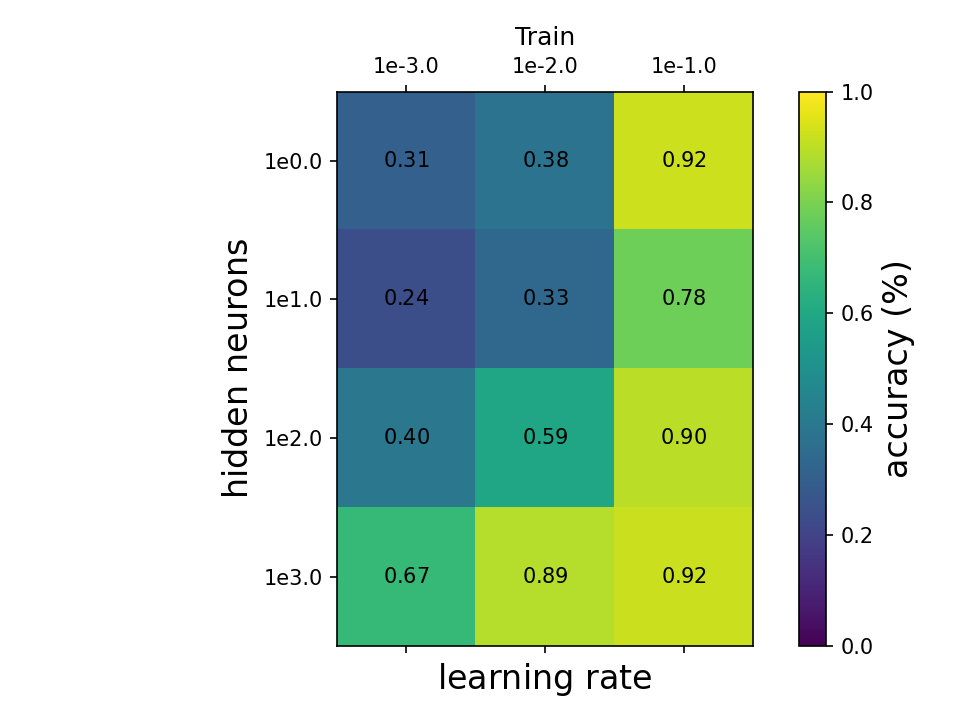 Train
1e-3.0 1e-2.0 1e-1.0
1e0.0 0.31 0.38 0.92
1e1.0 0.24 0.33 0.78
1e2.0 0.40 0.59 0.90
1e3.0 0.67 0.89 0.92
hidden neurons
learning rate
1.0
0.8
0.6
0.4
0.2
0.0
accuracy (%)